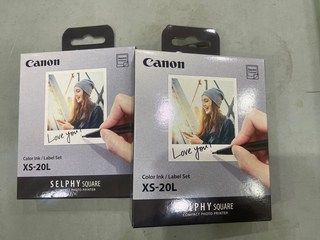 Canon
Love you!
Color Ink / Label Set
XS-20L
SELPHY SQUARE
COMPACT PHOTO PRINTER
Canon
Love you!
Color Ink / Label Set
XS-20L
SELPHY SQUARE
COMPACT PHOTO PRINTER